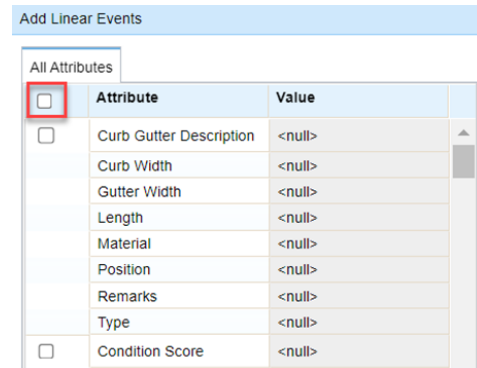 Add Linear Events
All Attributes
Attribute Value
Curb Gutter Description <null>
Curb Width <null>
Gutter Width <null>
Length <null>
Material <null>
Position <null>
Remarks <null>
Type <null>
Condition Score <null>